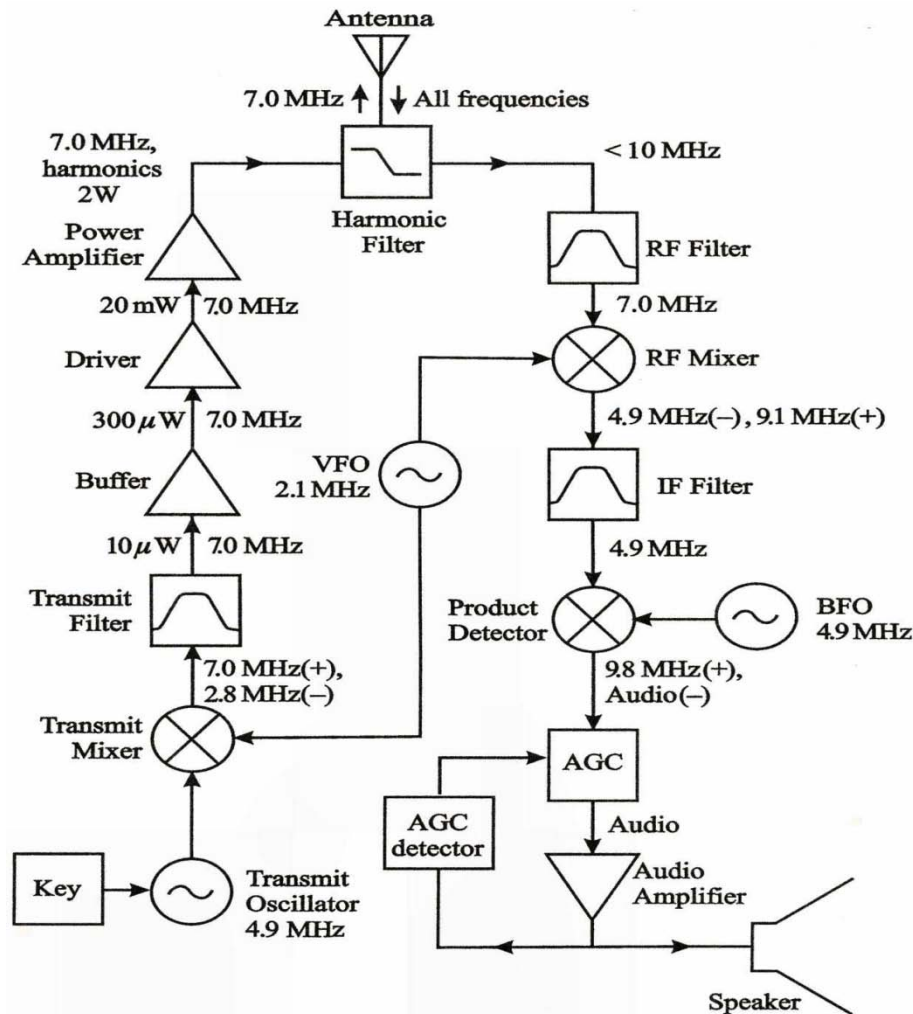 Antenna
7.0 MHz
All frequencies
7.0 MHz,
harmonics
2W
< 10 MHz
Harmonic
Filter
Power
Amplifier
RF Filter
20 mW
7.0 MHz
7.0 MHz
Driver
RF Mixer
300 μW
7.0 MHz
4.9 MHz(–), 9.1 MHz(+)
VFO
2.1 MHz
Buffer
IF Filter
10 μW
7.0 MHz
4.9 MHz
Transmit
Filter
Product
Detector
BFO
4.9 MHz
7.0 MHz(+),
2.8 MHz(–)
9.8 MHz(+),
Audio(–)
Transmit
Mixer
AGC
AGC
detector
Audio
Key
Transmit
Oscillator
4.9 MHz
Audio
Amplifier
Speaker